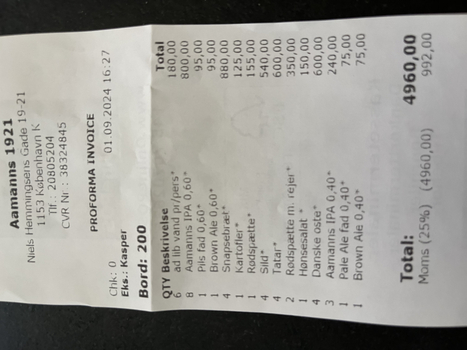 Aamanns 1921
Niels Hemmingsens Gade 19-21
11153 København K
Tlf.: 20805204
CVR Nr.: 38324845
PROFORMA INVOICE
01.09.2024 16:27
Chk: 0
Eks.: Kasper
Bord: 200
QTY Beskrivelse Total
6 ad lib vand pr/pers* 180,00
8 Aamanns IPA 0,60* 800,00
1 Pils fad 0,60* 95,00
1 Brown Ale 0,60* 95,00
4 Snapsebræt* 880,00
1 Kartofler* 125,00
1 Rødspætte* 155,00
4 Sild* 540,00
4 Tatar* 600,00
2 Rødspætte m. rejer* 350,00
1 Hønsesalat * 150,00
4 Danske oste* 600,00
3 Aamanns IPA 0,40* 240,00
1 Pale Ale fad 0,40* 75,00
1 Brown Ale 0,40* 75,00
Total: 4960,00
Moms (25%) (4960,00) 992,00